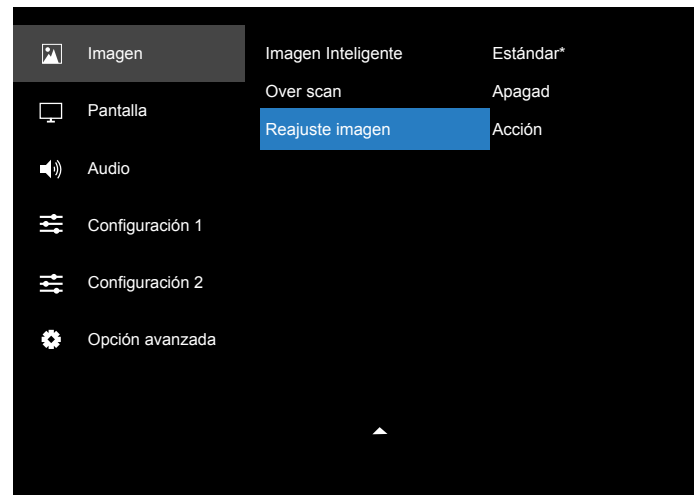 Imagen
Pantalla
Audio
Configuración 1
Configuración 2
Opción avanzada
Imagen Inteligente Estándar*
Over scan Apagad
Reajuste imagen Acción